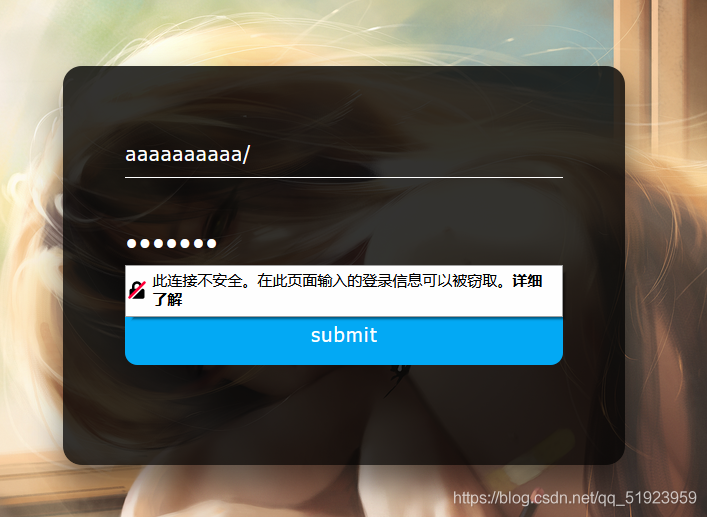 aaaaaaaaaa/
•••••••
此连接不安全。在此页面输入的登录信息可以被窃取。详细
了解
submit
https://blog.csdn.net/qq_51923959